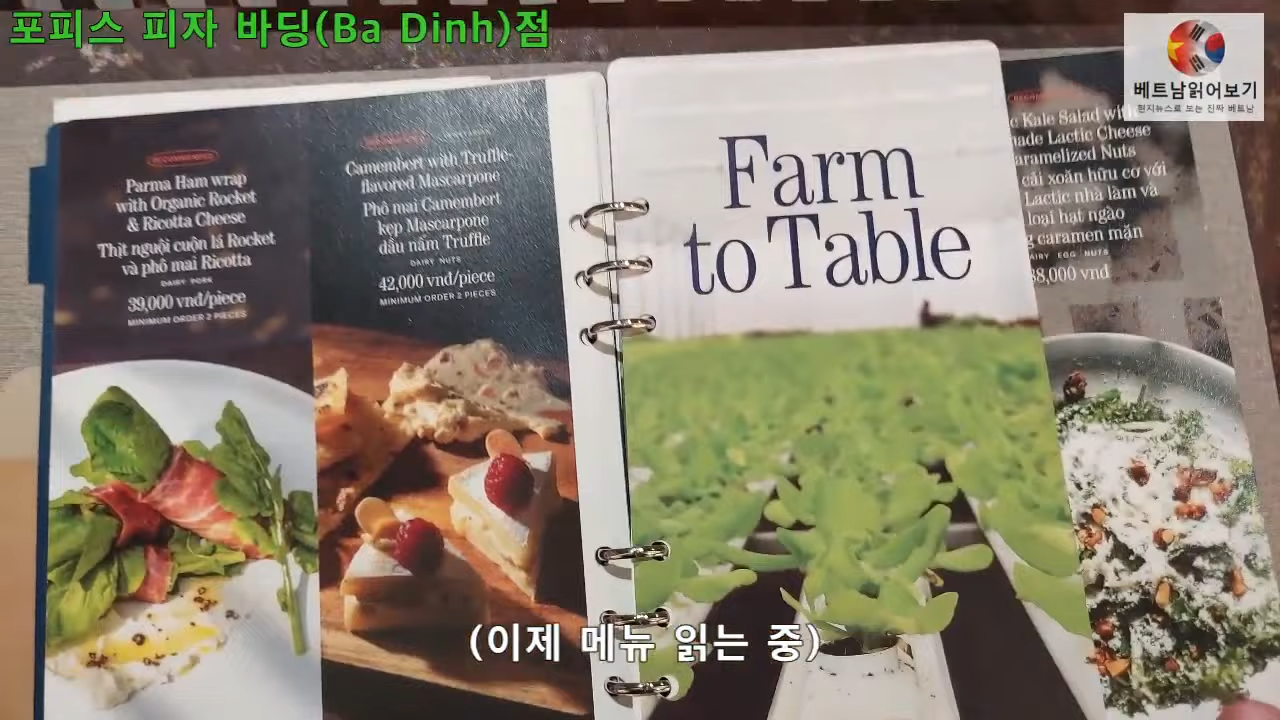 포피스 피자 바딩(Ba Dinh)점
베트남읽어보기
현지뉴스로 보는 진짜 베트남
RECOMMENDED
Parma Ham wrap
with Organic Rocket
& Ricotta Cheese
Thịt nguội cuộn lá Rocket
và phô mai Ricotta
DAIRY PORK
39,000 vnd/piece
MINIMUM ORDER 2 PIECES
Camembert with Truffle-
flavored Mascarpone
Phô mai Camembert
kẹp Mascarpone
dầu nấm Truffle
DAIRY NUTS
42,000 vnd/piece
MINIMUM ORDER 2 PIECES
Farm
to Table
Kale Salad
Lactic Cheese
Nuts
cải xoăn hữu cơ với
Lactic nhà làm và
loại hạt ngào
caramen mặn
EGG NUTS
8,000 vnd
(이제 메뉴 읽는 중)